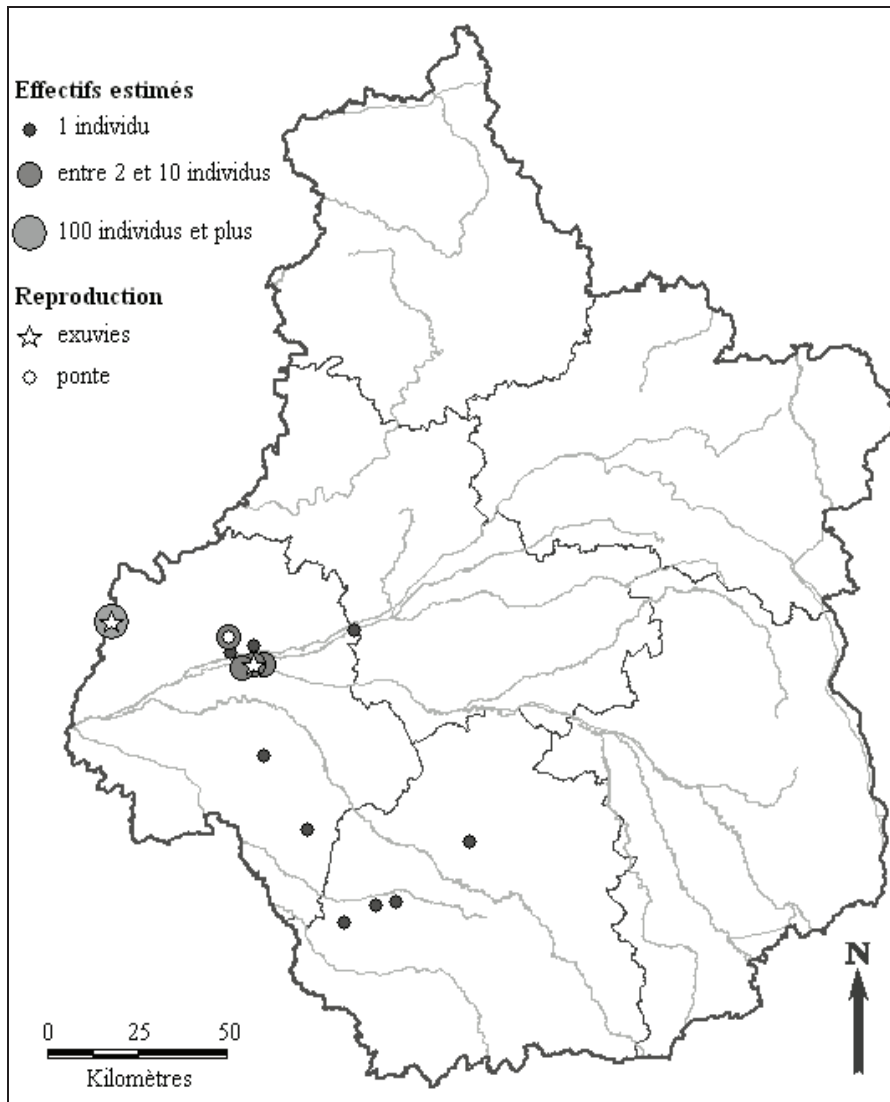 Effectifs estimés
1 individu
entre 2 et 10 individus
100 individus et plus
Reproduction
exuvies
ponte
N
0 25 50
Kilomètres